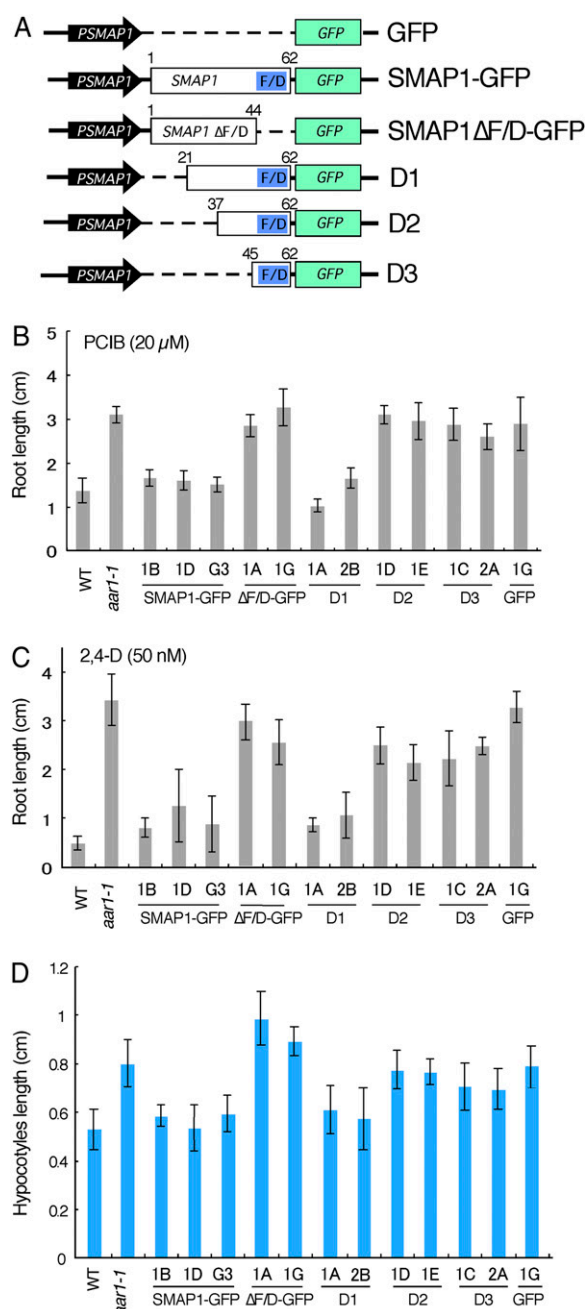 A
PSMAP1 GFP GFP
1 62
PSMAP1 SMAP1 F/D GFP SMAP1-GFP
1 44
PSMAP1 SMAP1 ΔF/D GFP SMAP1ΔF/D-GFP
21 62
PSMAP1 F/D GFP D1
37 62
PSMAP1 F/D GFP D2
45 62
PSMAP1 F/D GFP D3
B
PCIB (20 μM)
Root length (cm)
5
4
3
2
1
0
WT aar1-1 1B 1D G3 1A 1G 1A 2B 1D 1E 1C 2A 1G
SMAP1-GFP ΔF/D-GFP D1 D2 D3 GFP
C
2,4-D (50 nM)
Root length (cm)
4
3
2
1
0
WT aar1-1 1B 1D G3 1A 1G 1A 2B 1D 1E 1C 2A 1G
SMAP1-GFP ΔF/D-GFP D1 D2 D3 GFP
D
Hypocotyles length (cm)
1.2
1
0.8
0.6
0.4
0.2
0
WT aar1-1 1B 1D G3 1A 1G 1A 2B 1D 1E 1C 2A 1G
SMAP1-GFP ΔF/D-GFP D1 D2 D3 GFP